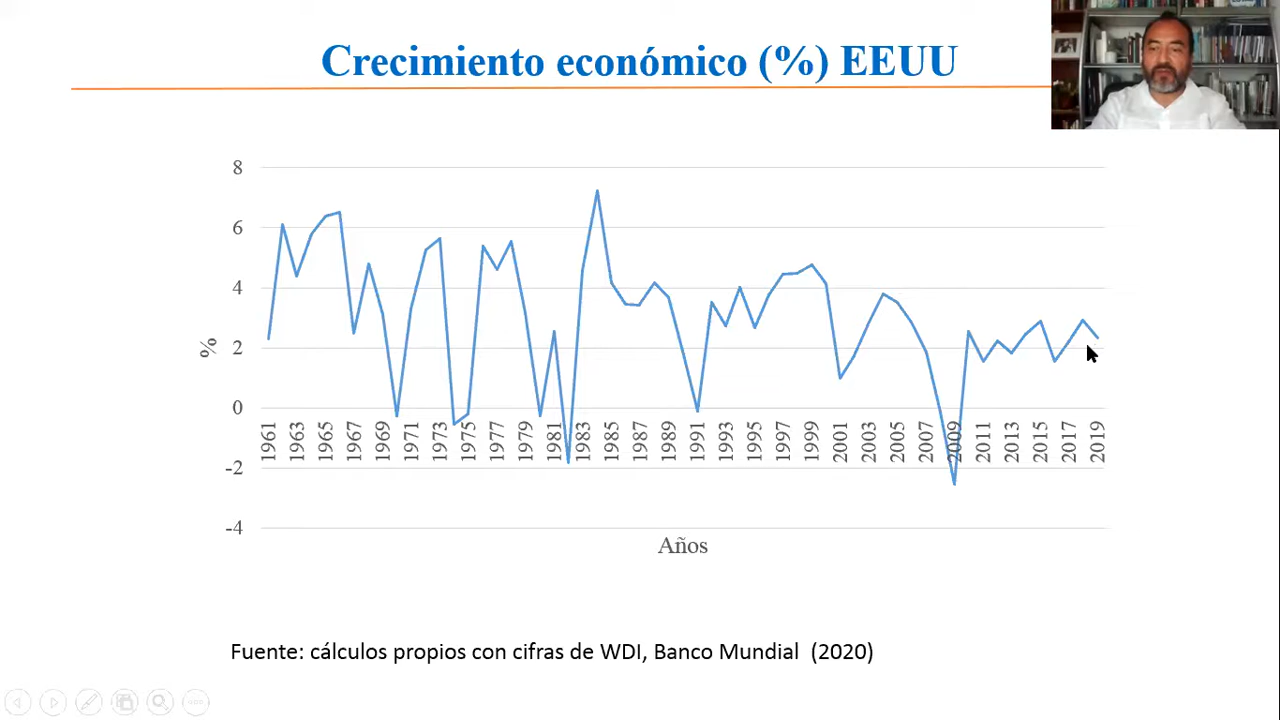 Crecimiento económico (%) EEUU
8
6
4
2
0
-2
-4
%
1961 1963 1965 1967 1969 1971 1973 1975 1977 1979 1981 1983 1985 1987 1989 1991 1993 1995 1997 1999 2001 2003 2005 2007 2009 2011 2013 2015 2017 2019
Años
Fuente: cálculos propios con cifras de WDI, Banco Mundial (2020)